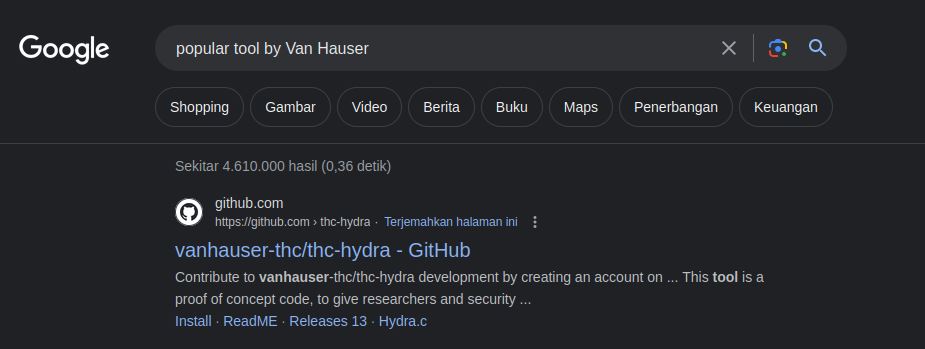 Google
popular tool by Van Hauser
Shopping Gambar Video Berita Buku Maps Penerbangan Keuangan
Sekitar 4.610.000 hasil (0,36 detik)
github.com
https://github.com › thc-hydra · Terjemahkan halaman ini
vanhauser-thc/thc-hydra - GitHub
Contribute to vanhauser-thc/thc-hydra development by creating an account on ... This tool is a
proof of concept code, to give researchers and security ...
Install · ReadME · Releases 13 · Hydra.c